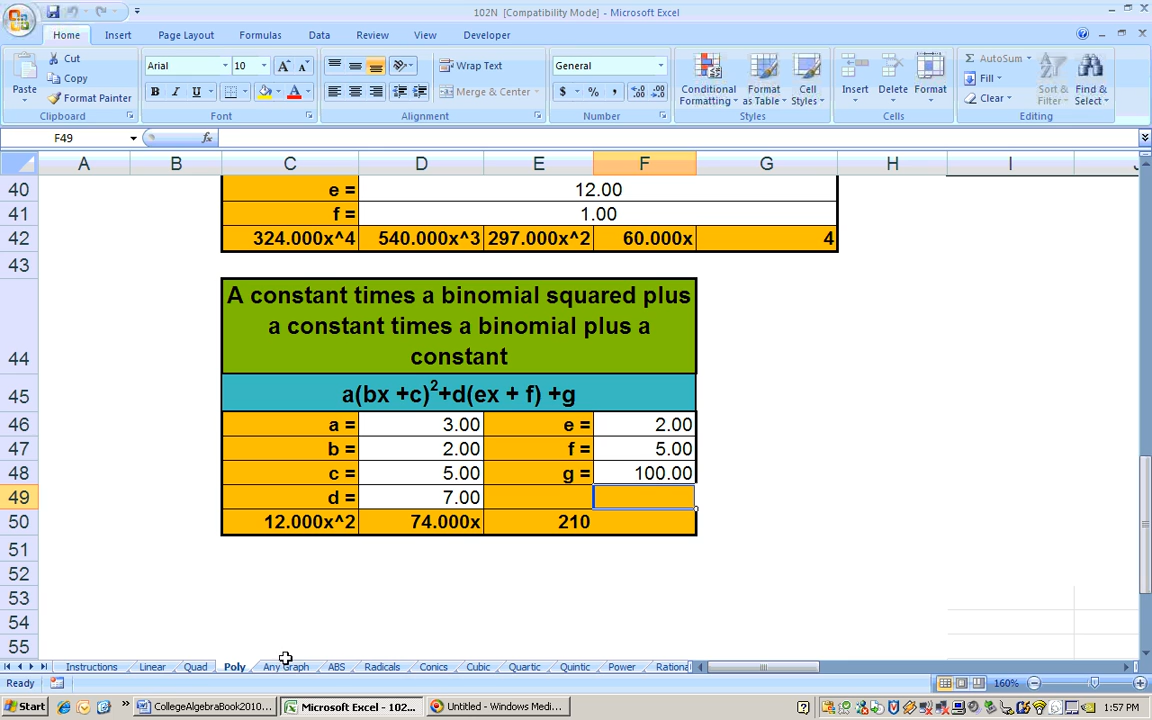 102N [Compatibility Mode] - Microsoft Excel
Home Insert Page Layout Formulas Data Review View Developer
Paste
Cut
Copy
Format Painter
Clipboard
Arial 10
B I U
Font
Wrap Text
Merge & Center
Alignment
General
$ % ,
Number
Conditional Formatting
Format as Table
Cell Styles
Styles
Insert Delete Format
Cells
AutoSum
Fill
Clear
Sort & Filter
Find & Select
Editing
F49 fx
A B C D E F G H I
40 e = 12.00
41 f = 1.00
42 324.000x^4 540.000x^3 297.000x^2 60.000x 4
43
44 A constant times a binomial squared plus
a constant times a binomial plus a
constant
45 a(bx +c)²+d(ex + f) +g
46 a = 3.00 e = 2.00
47 b = 2.00 f = 5.00
48 c = 5.00 g = 100.00
49 d = 7.00
50 12.000x^2 74.000x 210
51
52
53
54
55
Instructions Linear Quad Poly Any Graph ABS Radicals Conics Cubic Quartic Quintic Power Rationa
Ready 160%
Start CollegeAlgebraBook2010... Microsoft Excel - 102... Untitled - Windows Medi... 1:57 PM